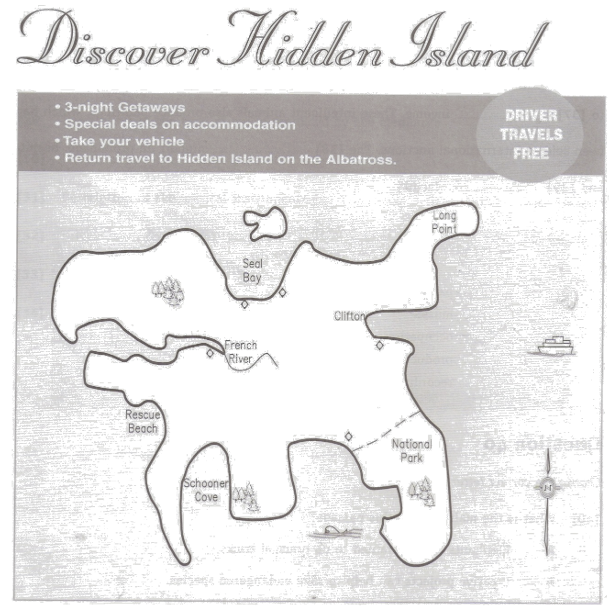 Discover Hidden Island
• 3-night Getaways
• Special deals on accommodation
• Take your vehicle
• Return travel to Hidden Island on the Albatross.
DRIVER
TRAVELS
FREE
Long
Point
Seal
Bay
Clifton
French
River
Rescue
Beach
National
Park
Schooner
Cove